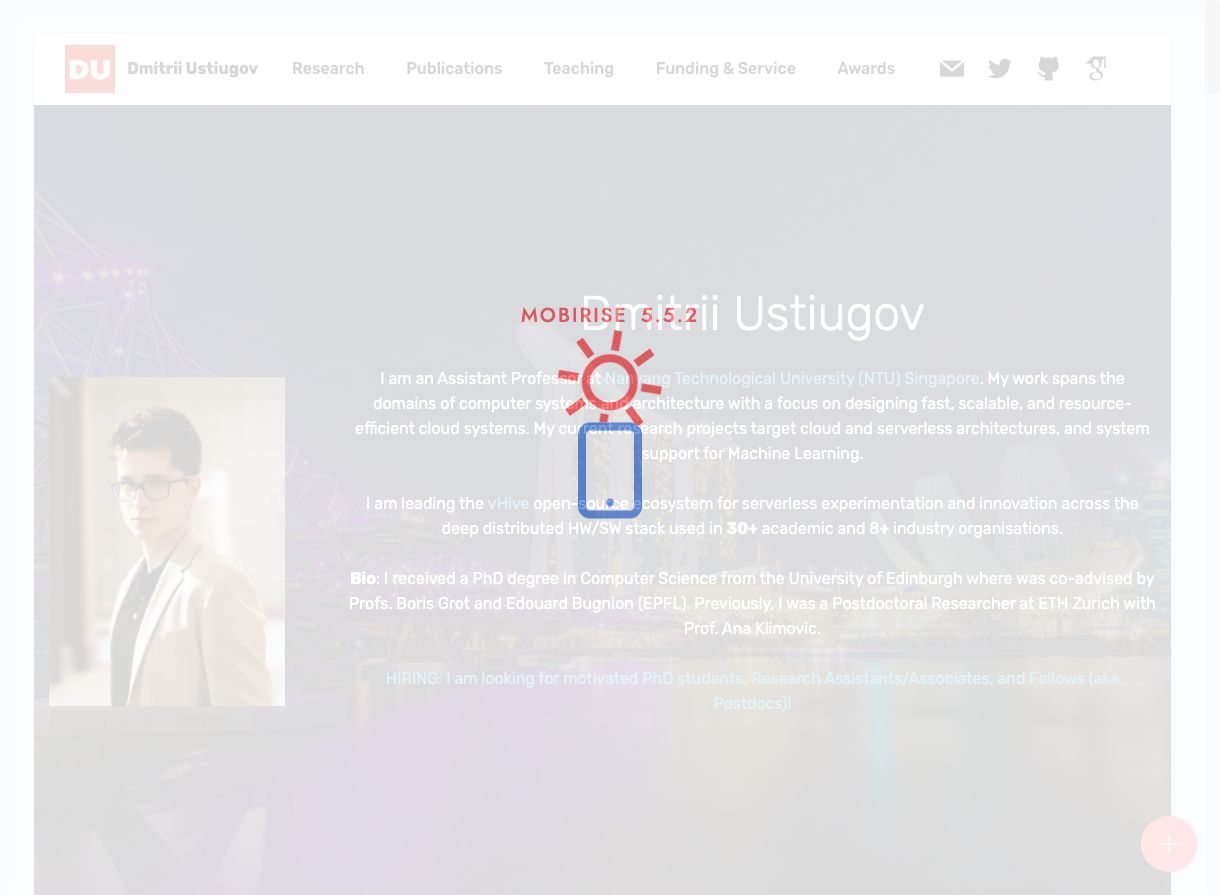 DU Dmitrii Ustiugov Research Publications Teaching Funding & Service Awards
MOBIRISE 5.5.2
Dmitrii Ustiugov
I am an Assistant Professor at Nanyang Technological University (NTU) Singapore. My work spans the
domains of computer systems and architecture with a focus on designing fast, scalable, and resource-
efficient cloud systems. My current research projects target cloud and serverless architectures, and system
support for Machine Learning.
I am leading the vHive open-source ecosystem for serverless experimentation and innovation across the
deep distributed HW/SW stack used in 30+ academic and 8+ industry organisations.
Bio: I received a PhD degree in Computer Science from the University of Edinburgh where was co-advised by
Profs. Boris Grot and Edouard Bugnion (EPFL). Previously, I was a Postdoctoral Researcher at ETH Zurich with
Prof. Ana Klimovic.
HIRING: I am looking for motivated PhD students, Research Assistants/Associates, and Fellows (aka
Postdocs)!